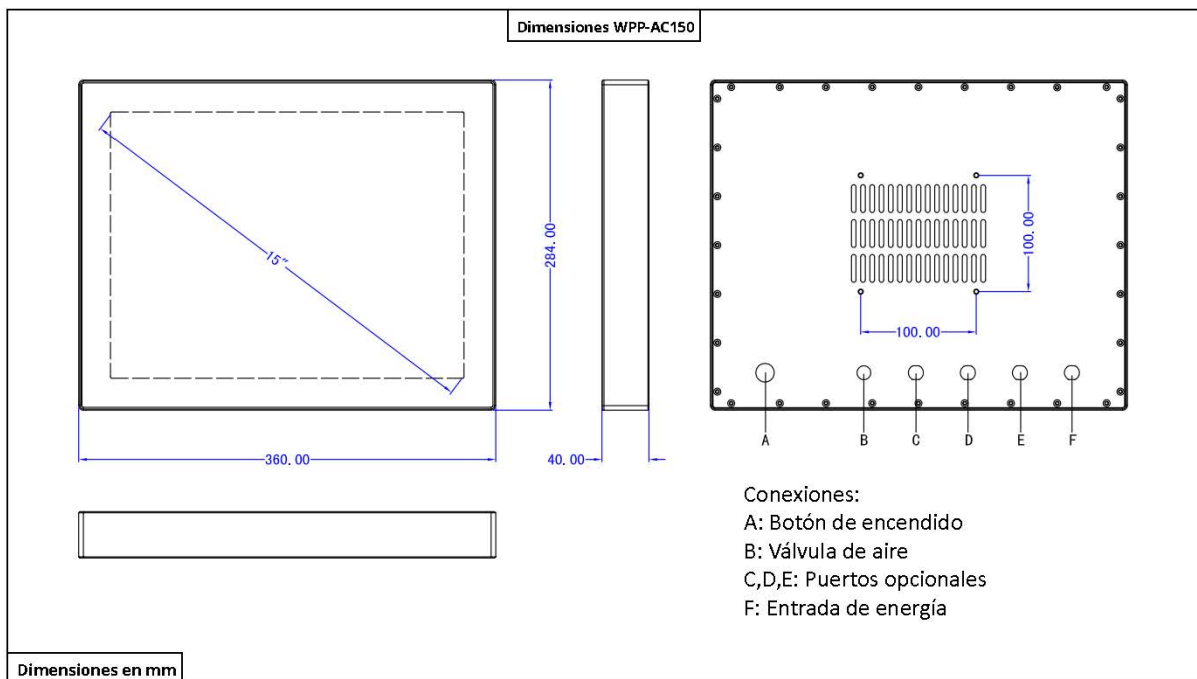 Dimensiones WPP-AC150
15"
284.00
360.00
40.00
100.00
100.00
A B C D E F
Conexiones:
A: Botón de encendido
B: Válvula de aire
C,D,E: Puertos opcionales
F: Entrada de energía
Dimensiones en mm